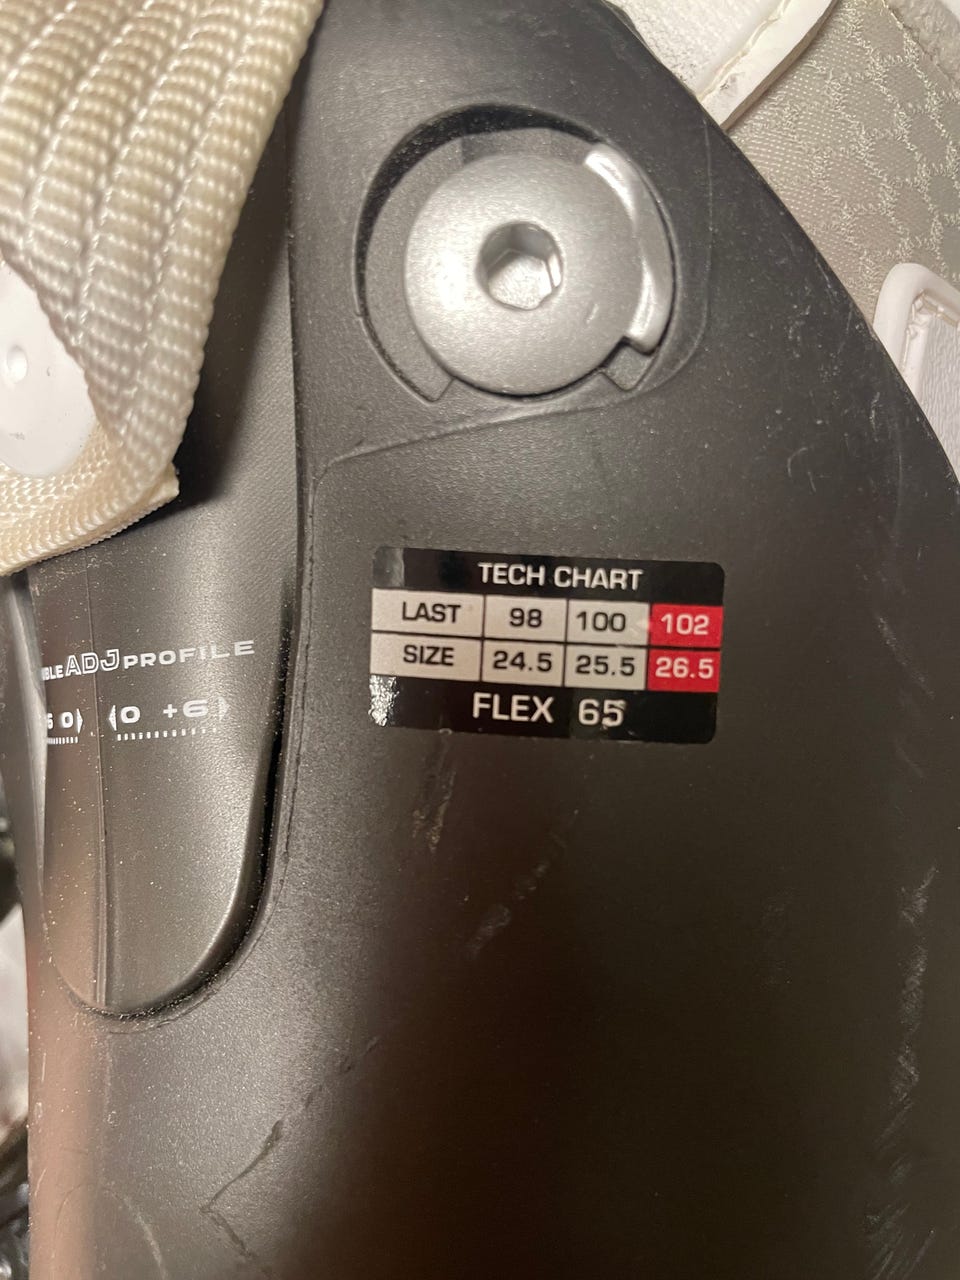 TECH CHART
LAST 98 100 102
SIZE 24.5 25.5 26.5
FLEX 65
ADJ PROFILE
0 0 +6